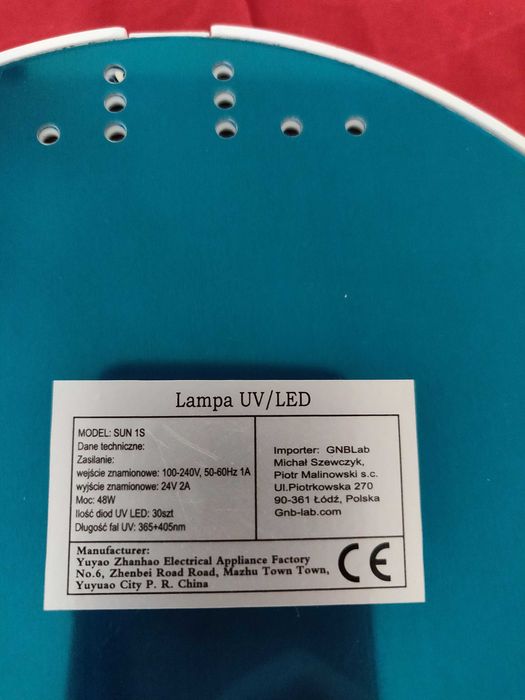 Lampa UV/LED
MODEL: SUN 1S
Dane techniczne:
Zasilanie:
wejście znamionowe: 100-240V, 50-60Hz 1A
wyjście znamionowe: 24V 2A
Moc: 48W
Ilość diod UV LED: 30szt
Długość fal UV: 365+405nm
Importer: GNBLab
Michał Szewczyk,
Piotr Malinowski s.c.
Ul.Piotrkowska 270
90-361 Łódź, Polska
Gnb-lab.com
Manufacturer:
Yuyao Zhanhao Electrical Appliance Factory
No.6, Zhenbei Road Road, Mazhu Town Town,
Yuyuao City P. R. China
CE